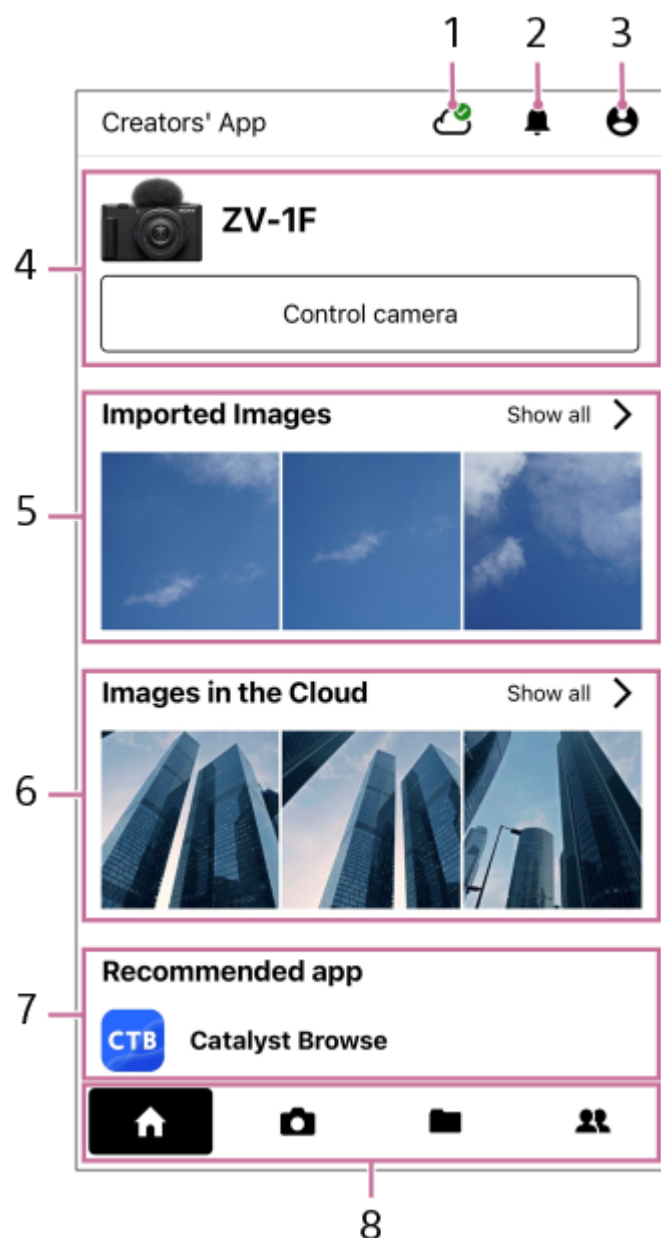 1 2 3
Creators' App
4
ZV-1F
Control camera
5
Imported Images Show all
6
Images in the Cloud Show all
7
Recommended app
CTB Catalyst Browse
8